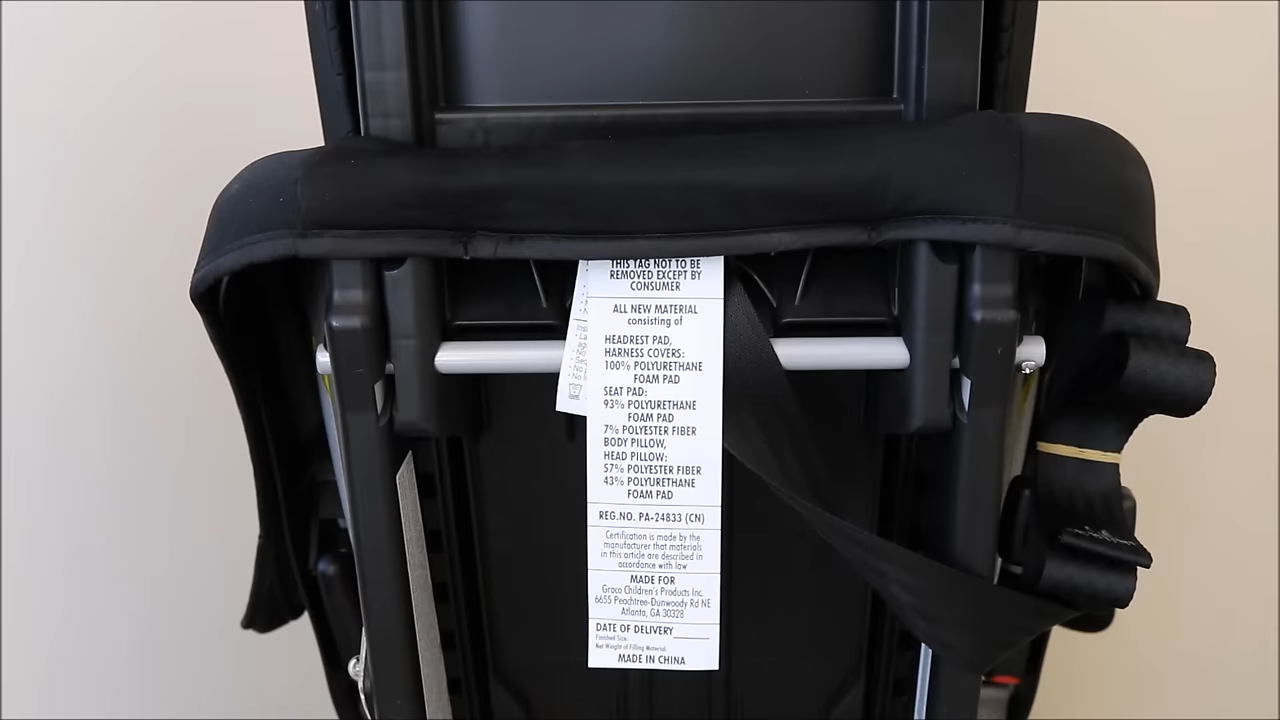 THIS TAG NOT TO BE
REMOVED EXCEPT BY
CONSUMER
ALL NEW MATERIAL
consisting of
HEADREST PAD,
HARNESS COVERS:
100% POLYURETHANE
FOAM PAD
SEAT PAD:
93% POLYURETHANE
FOAM PAD
7% POLYESTER FIBER
BODY PILLOW,
HEAD PILLOW:
57% POLYESTER FIBER
43% POLYURETHANE
FOAM PAD
REG.NO. PA-24833 (CN)
Certification is made by the
manufacturer that materials
in this article are described in
accordance with law
MADE FOR
Graco Children's Products Inc.
6655 Peachtree-Dunwoody Rd NE
Atlanta, GA 30328
DATE OF DELIVERY
Finished Size:
Net Weight of Filling Material:
MADE IN CHINA